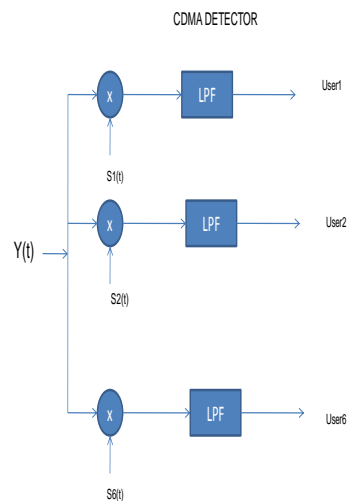 CDMA DETECTOR
User1
x
LPF
S1(t)
User2
x
LPF
Y(t)
S2(t)
x
LPF
User6
S6(t)